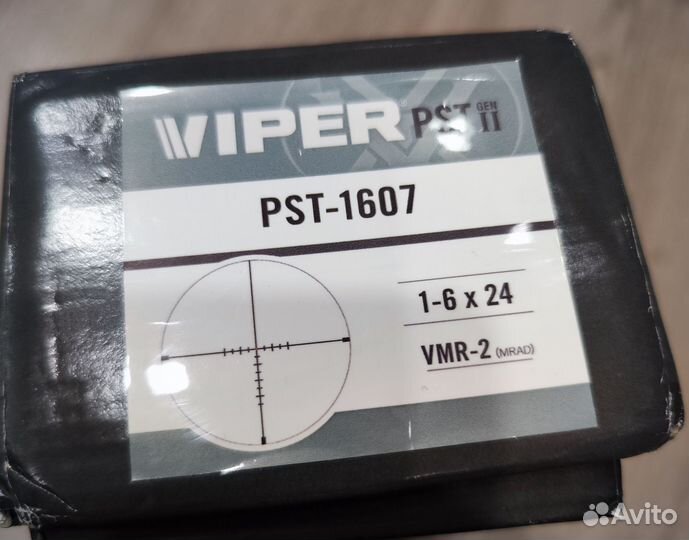 VIPER® PST GEN II
PST-1607
1-6 x 24
VMR-2 (MRAD)
Avito